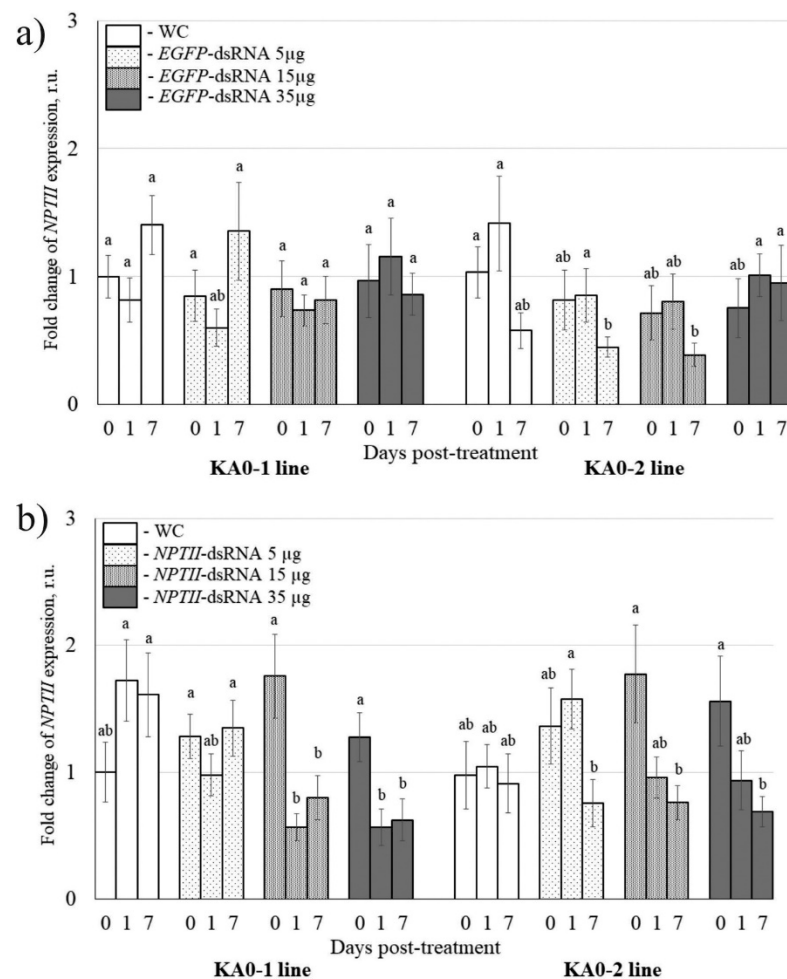 a)
3
2
1
0
Fold change of NPTII expression, r.u.
- WC
- EGFP-dsRNA 5µg
- EGFP-dsRNA 15µg
- EGFP-dsRNA 35µg
a a a a ab a a a a a a a a a ab ab a b ab ab b ab a a
0 1 7 0 1 7 0 1 7 0 1 7 0 1 7 0 1 7 0 1 7 0 1 7
Days post-treatment
KA0-1 line KA0-2 line
b)
3
2
1
0
Fold change of NPTII expression, r.u.
- WC
- NPTII-dsRNA 5 µg
- NPTII-dsRNA 15 µg
- NPTII-dsRNA 35 µg
ab a a a ab a a b b a b b ab ab ab ab a b a ab b a ab b
0 1 7 0 1 7 0 1 7 0 1 7 0 1 7 0 1 7 0 1 7 0 1 7
Days post-treatment
KA0-1 line KA0-2 line